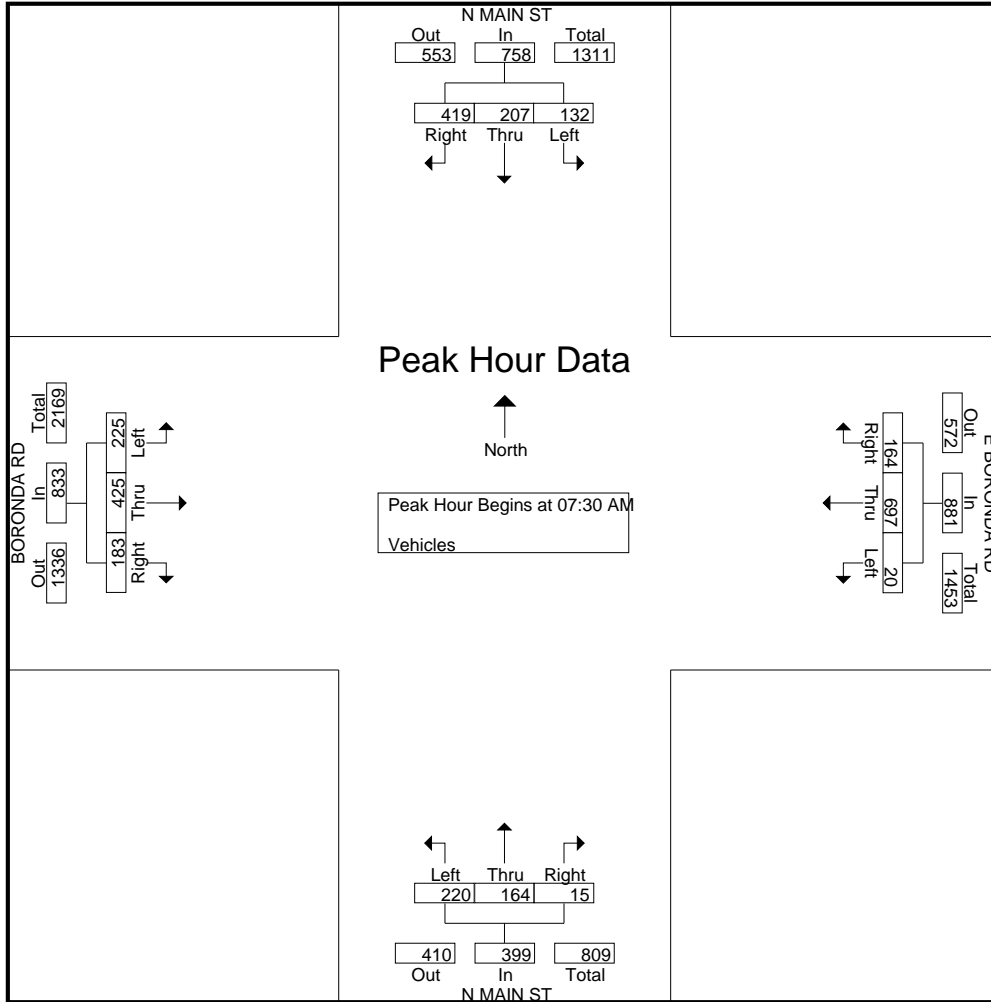 N MAIN ST
Out In Total
553 758 1311
419 207 132
Right Thru Left
Peak Hour Data
North
Peak Hour Begins at 07:30 AM
Vehicles
BORONDA RD
Total In Out
2169 833 1336
225 425 183
Left Thru Right
E BORONDA RD
Out In Total
572 881 1453
164 697 20
Right Thru Left
Left Thru Right
220 164 15
410 399 809
Out In Total
N MAIN ST